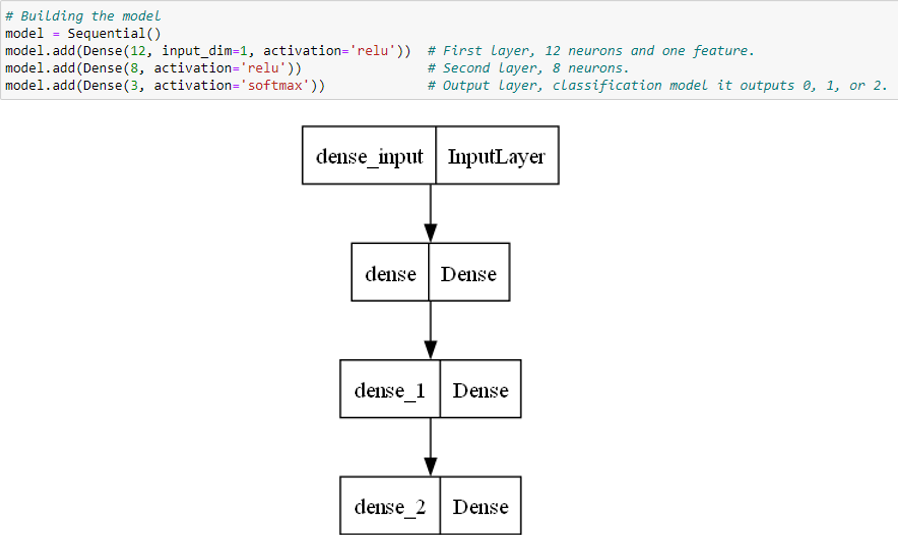 # Building the model
model = Sequential()
model.add(Dense(12, input_dim=1, activation='relu'))  # First layer, 12 neurons and one feature.
model.add(Dense(8, activation='relu'))                # Second layer, 8 neurons.
model.add(Dense(3, activation='softmax'))             # Output layer, classification model it outputs 0, 1, or 2.
dense_input InputLayer
dense Dense
dense_1 Dense
dense_2 Dense